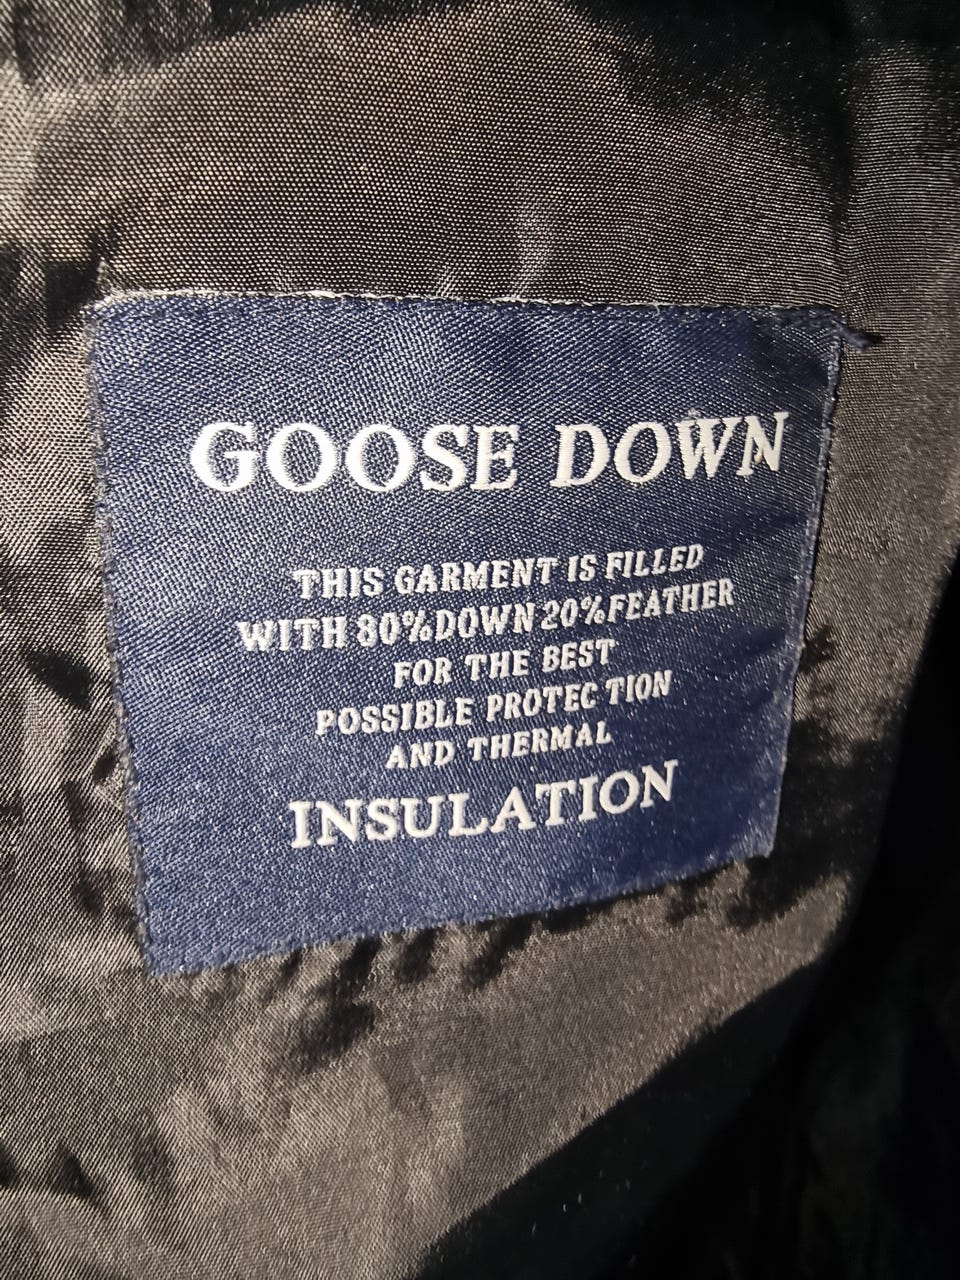 GOOSE DOWN
THIS GARMENT IS FILLED
WITH 80%DOWN 20%FEATHER
FOR THE BEST
POSSIBLE PROTEC TION
AND THERMAL
INSULATION